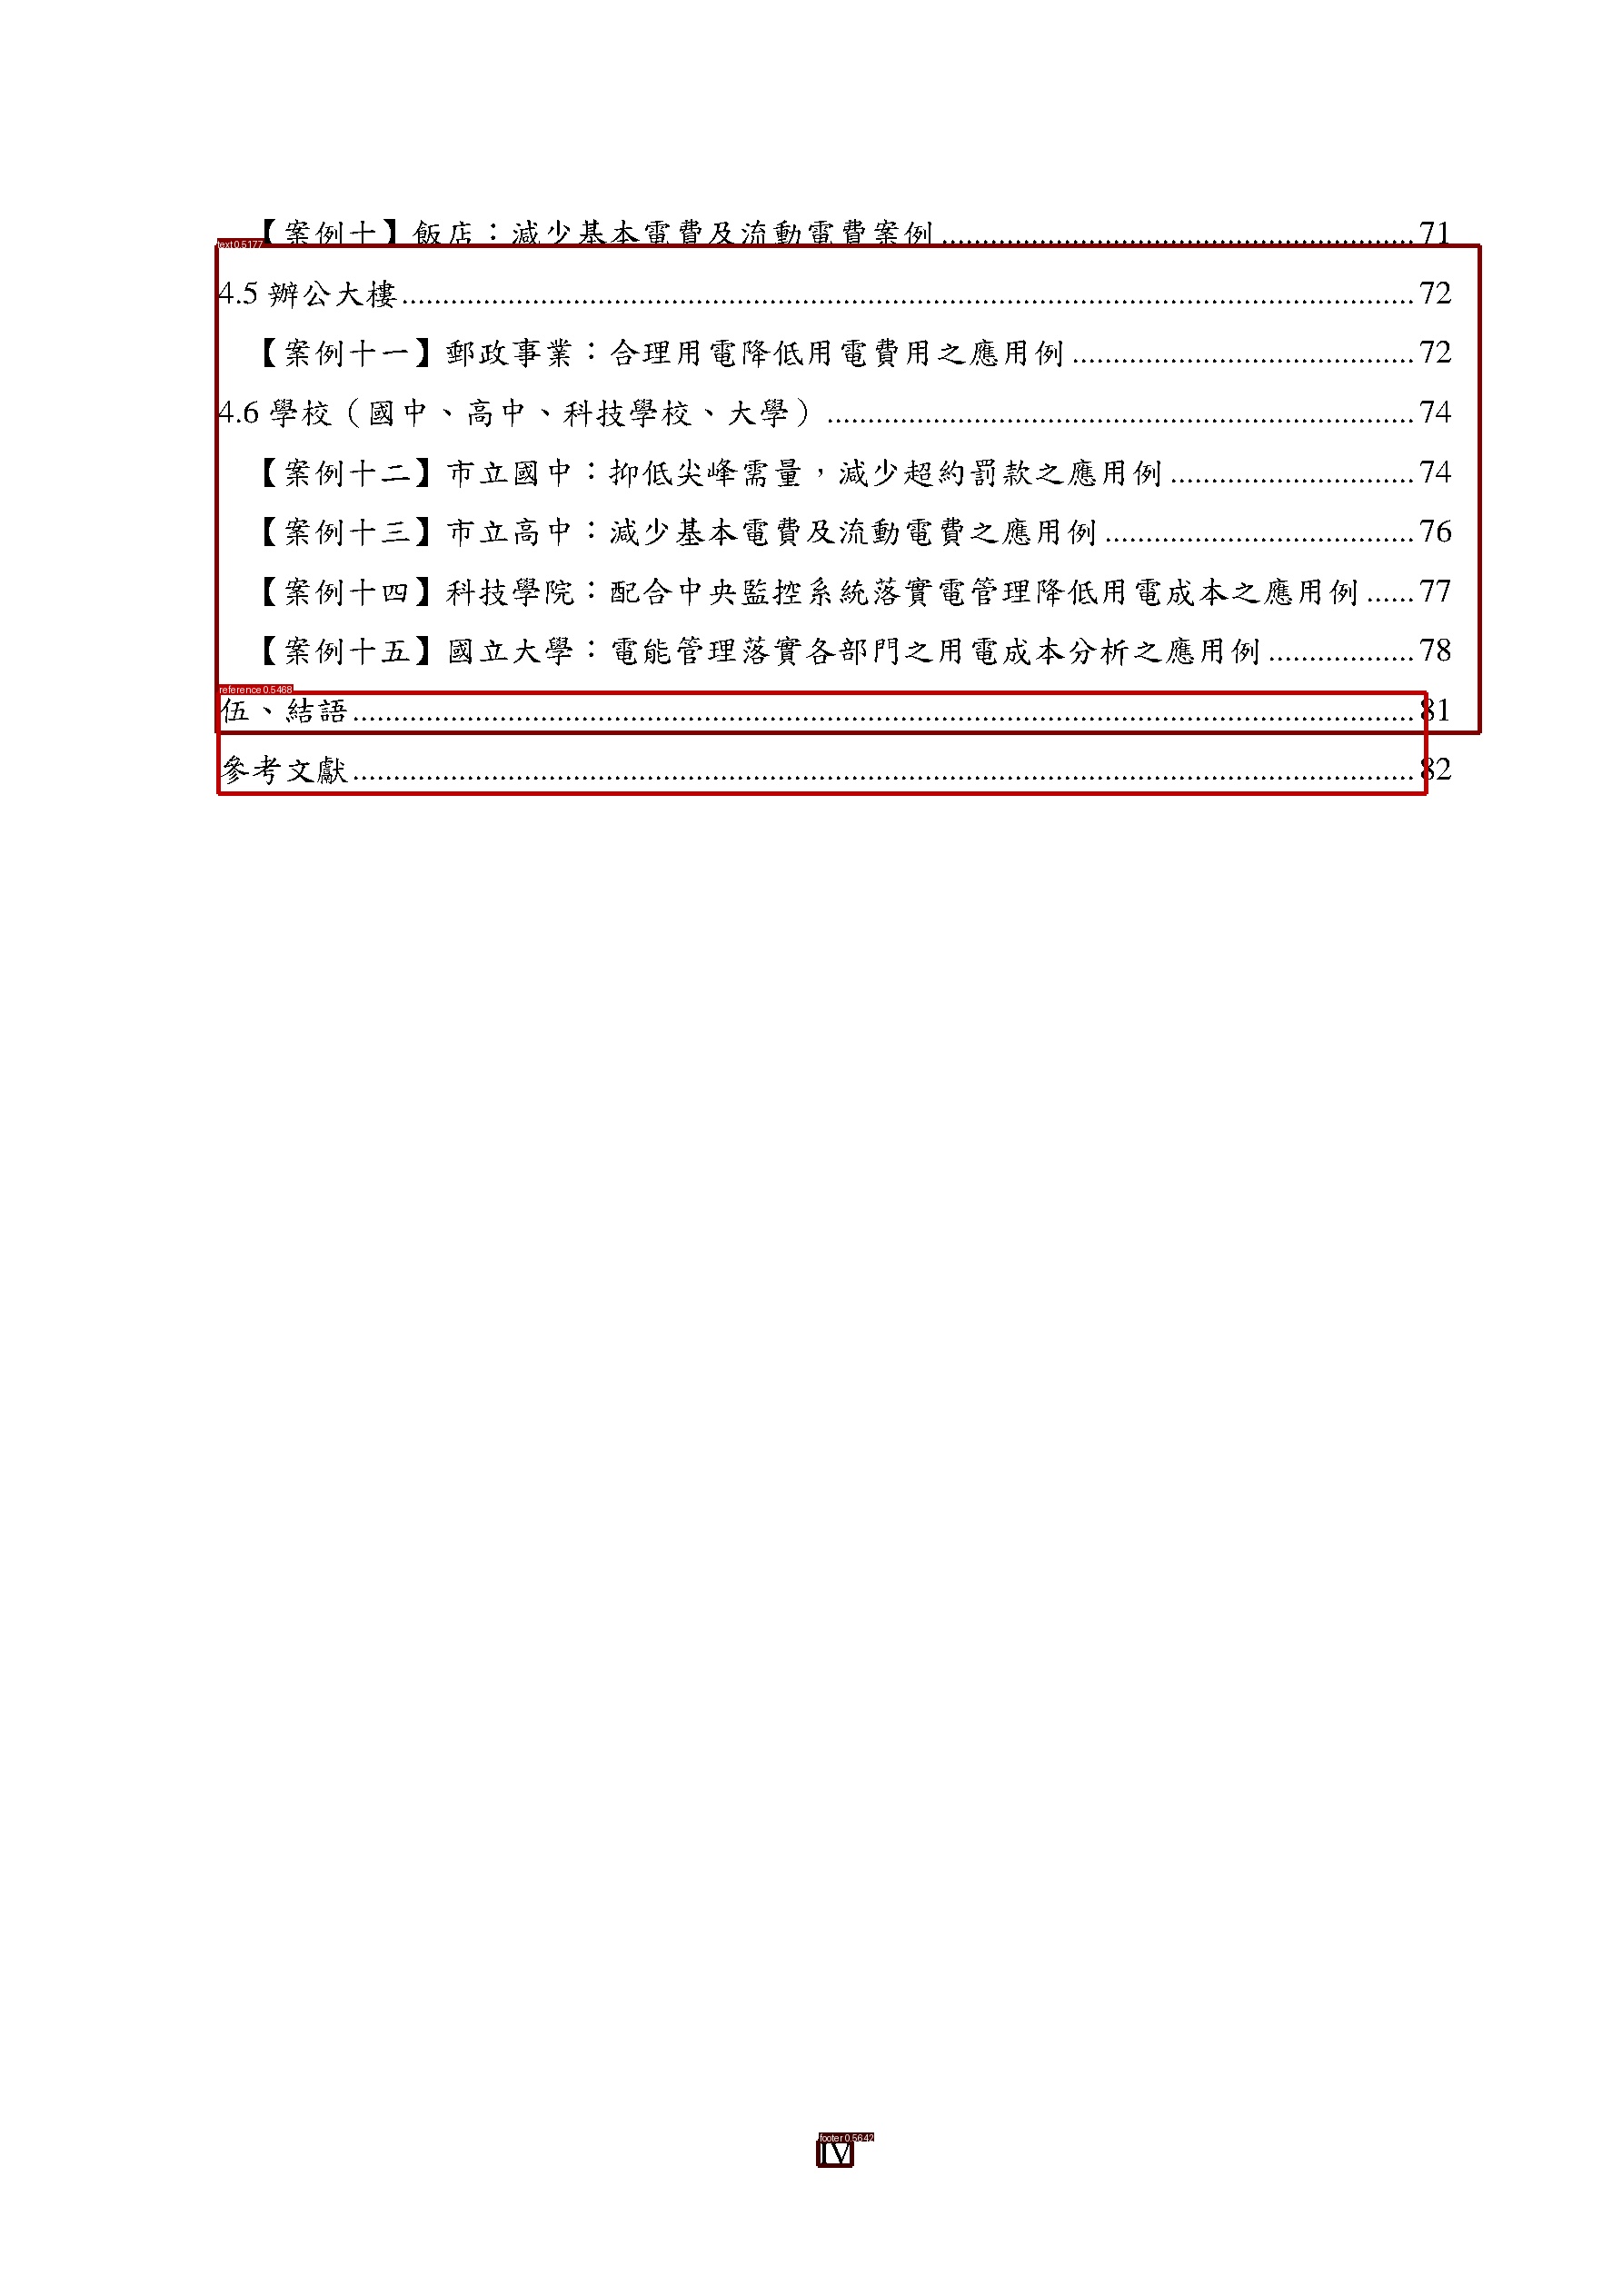 【案例十】飯店：減少基本電費及流動電費案例..........................................................71
text 0.5177
4.5 辦公大樓............................................................................................................................72
【案例十一】郵政事業：合理用電降低用電費用之應用例..........................................72
4.6 學校（國中、高中、科技學校、大學）........................................................................74
【案例十二】市立國中：抑低尖峰需量，減少超約罰款之應用例..............................74
【案例十三】市立高中：減少基本電費及流動電費之應用例......................................76
【案例十四】科技學院：配合中央監控系統落實電管理降低用電成本之應用例......77
【案例十五】國立大學：電能管理落實各部門之用電成本分析之應用例..................78
reference 0.5468
伍、結語..................................................................................................................................81
參考文獻..................................................................................................................................82
footer 0.5642
IV